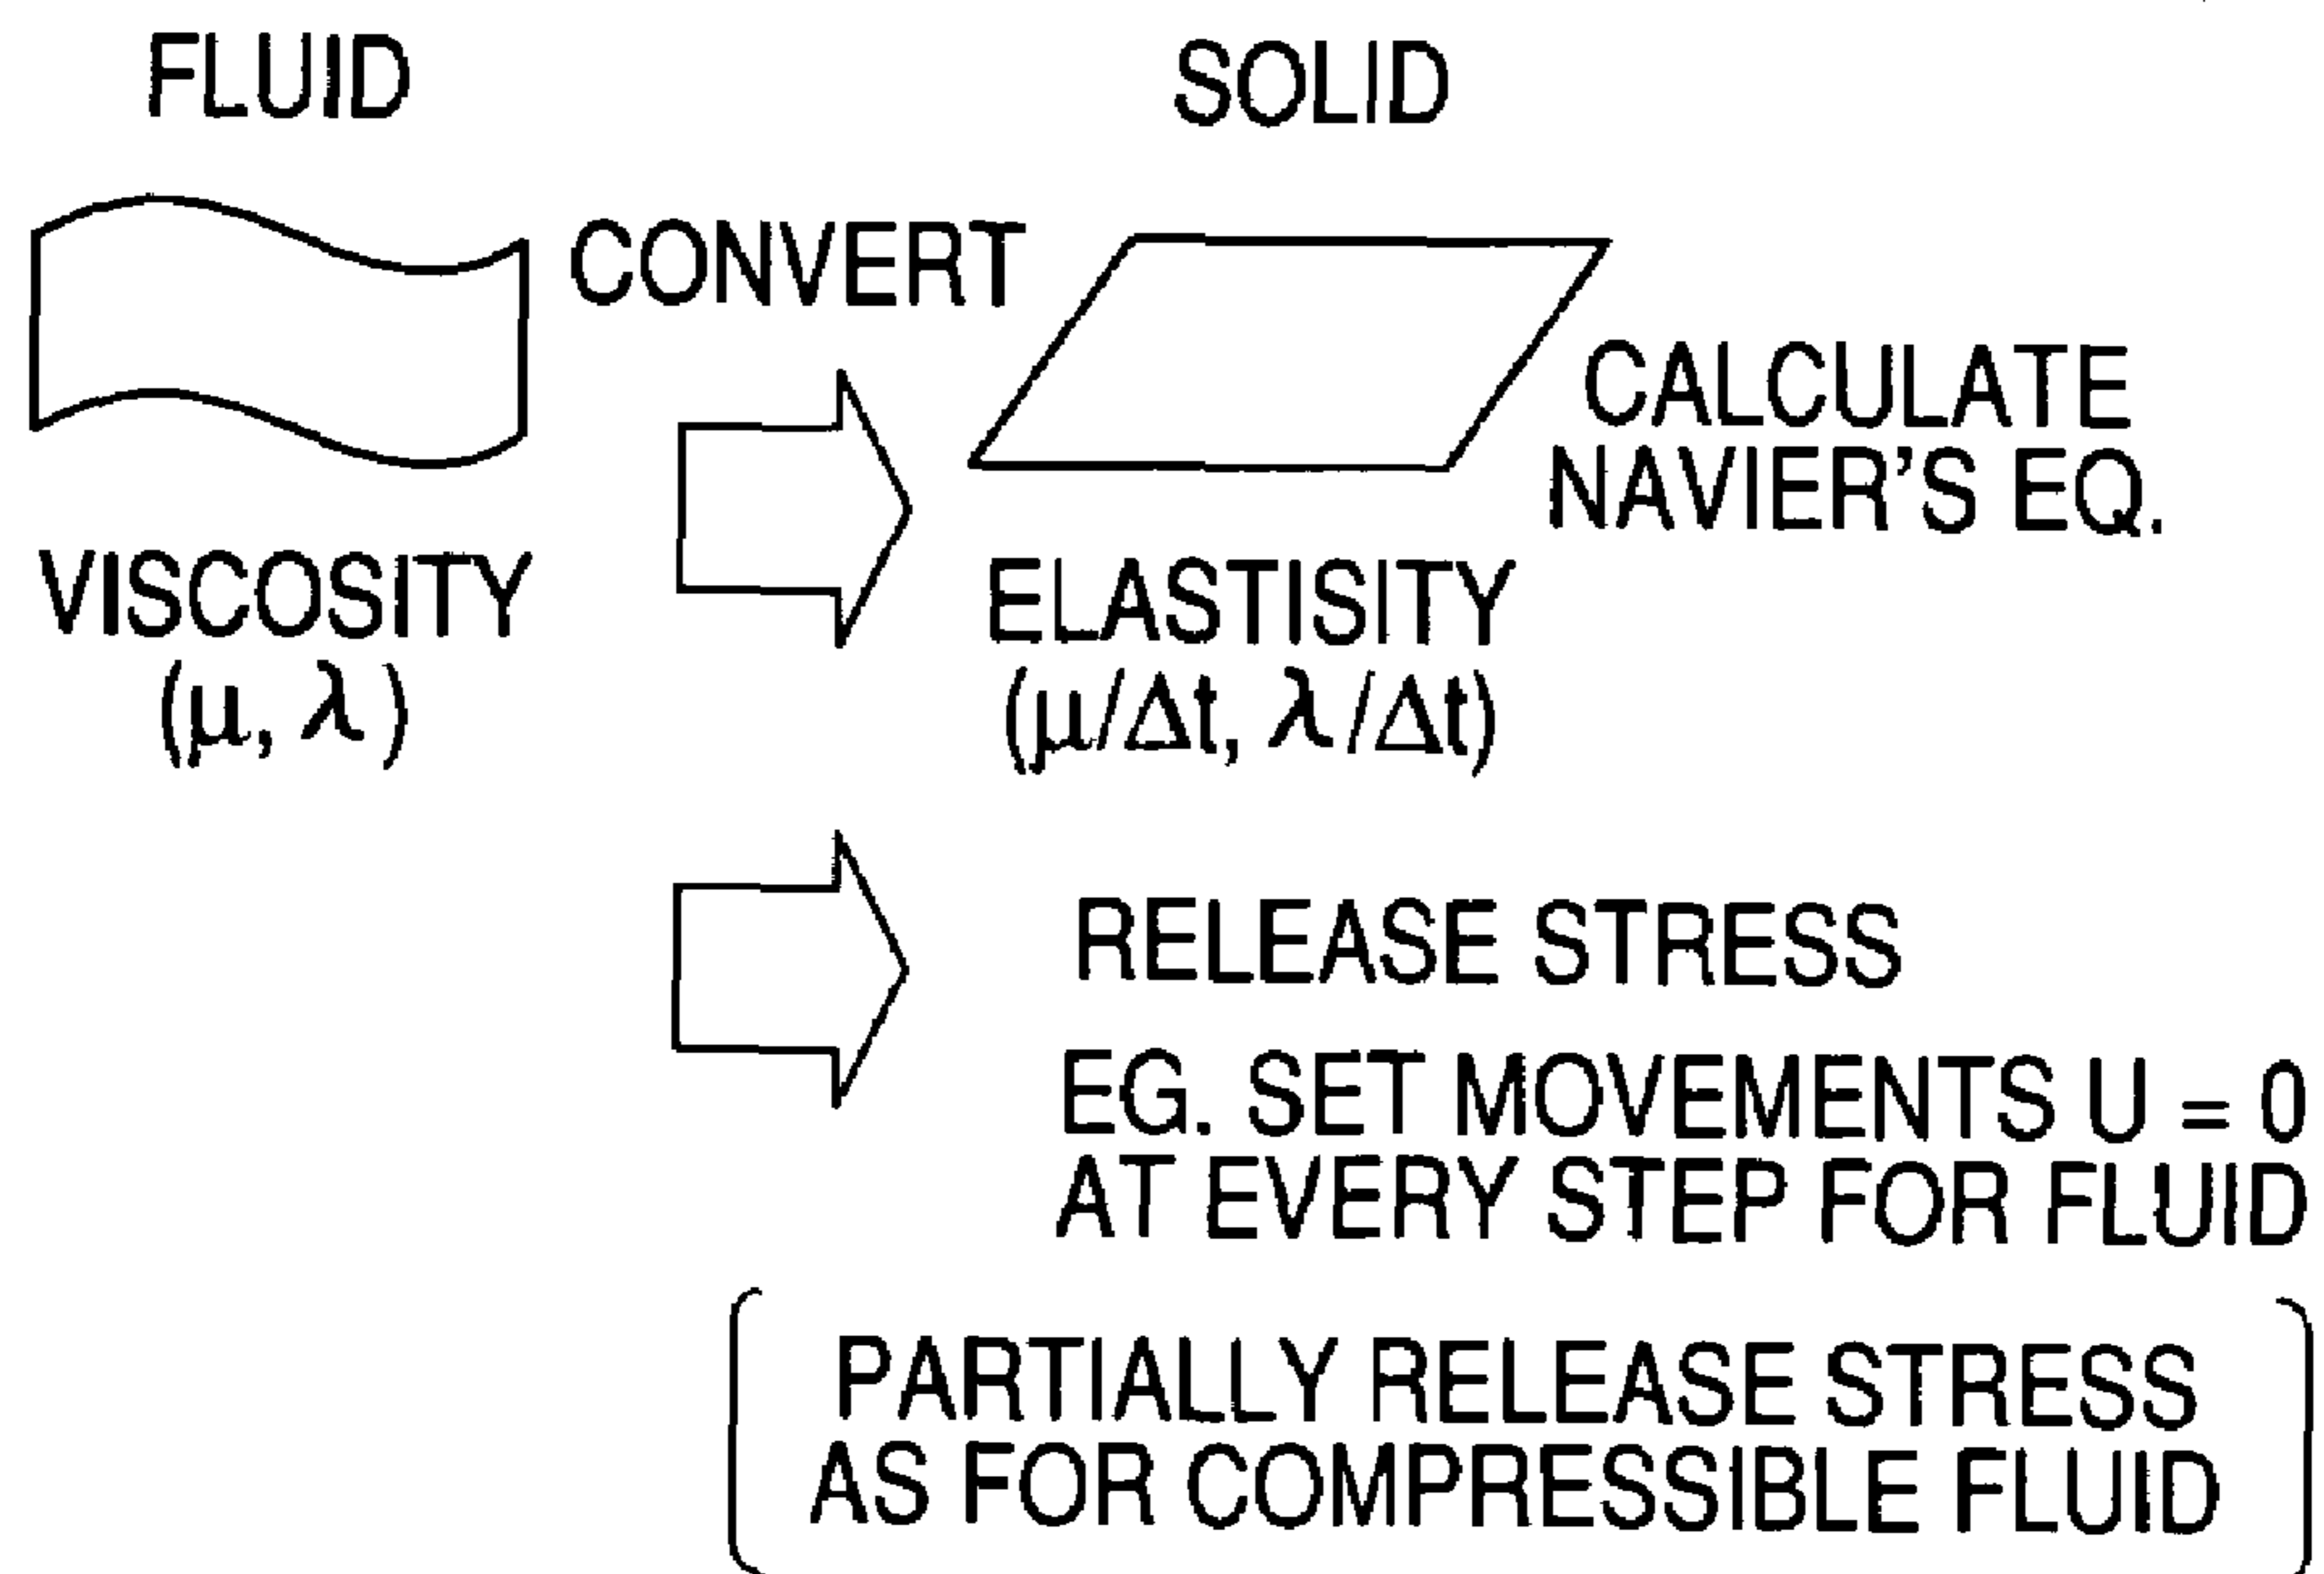 FLUID
SOLID
CONVERT
CALCULATE
NAVIER'S EQ.
VISCOSITY
(μ, λ)
ELASTISITY
(μ/Δt, λ/Δt)
RELEASE STRESS
EG. SET MOVEMENTS U = 0
AT EVERY STEP FOR FLUID
PARTIALLY RELEASE STRESS
AS FOR COMPRESSIBLE FLUID